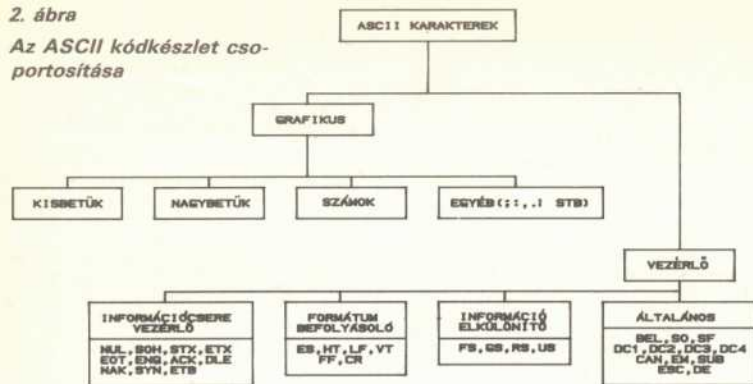 2. ábra
Az ASCII kódkészlet cso-
portosítása
ASCII KARAKTEREK
GRAFIKUS
KISBETŰK
NAGYBETŰK
SZÁMOK
EGYÉB(;:,.! STB)
VEZÉRLŐ
INFORMÁCIÓCSERE
VEZÉRLŐ
NUL,SOH,STX,ETX
EOT,ENQ,ACK,DLE
NAK,SYN,ETB
FORMÁTUM
BEFOLYÁSOLÓ
ES,HT,LF,VT
FF,CR
INFORMÁCIÓ
ELKÜLÖNÍTŐ
FS,GS,RS,US
ÁLTALÁNOS
BEL,SO,SF
DC1,DC2,DC3,DC4
CAN,EM,SUB
ESC,DE